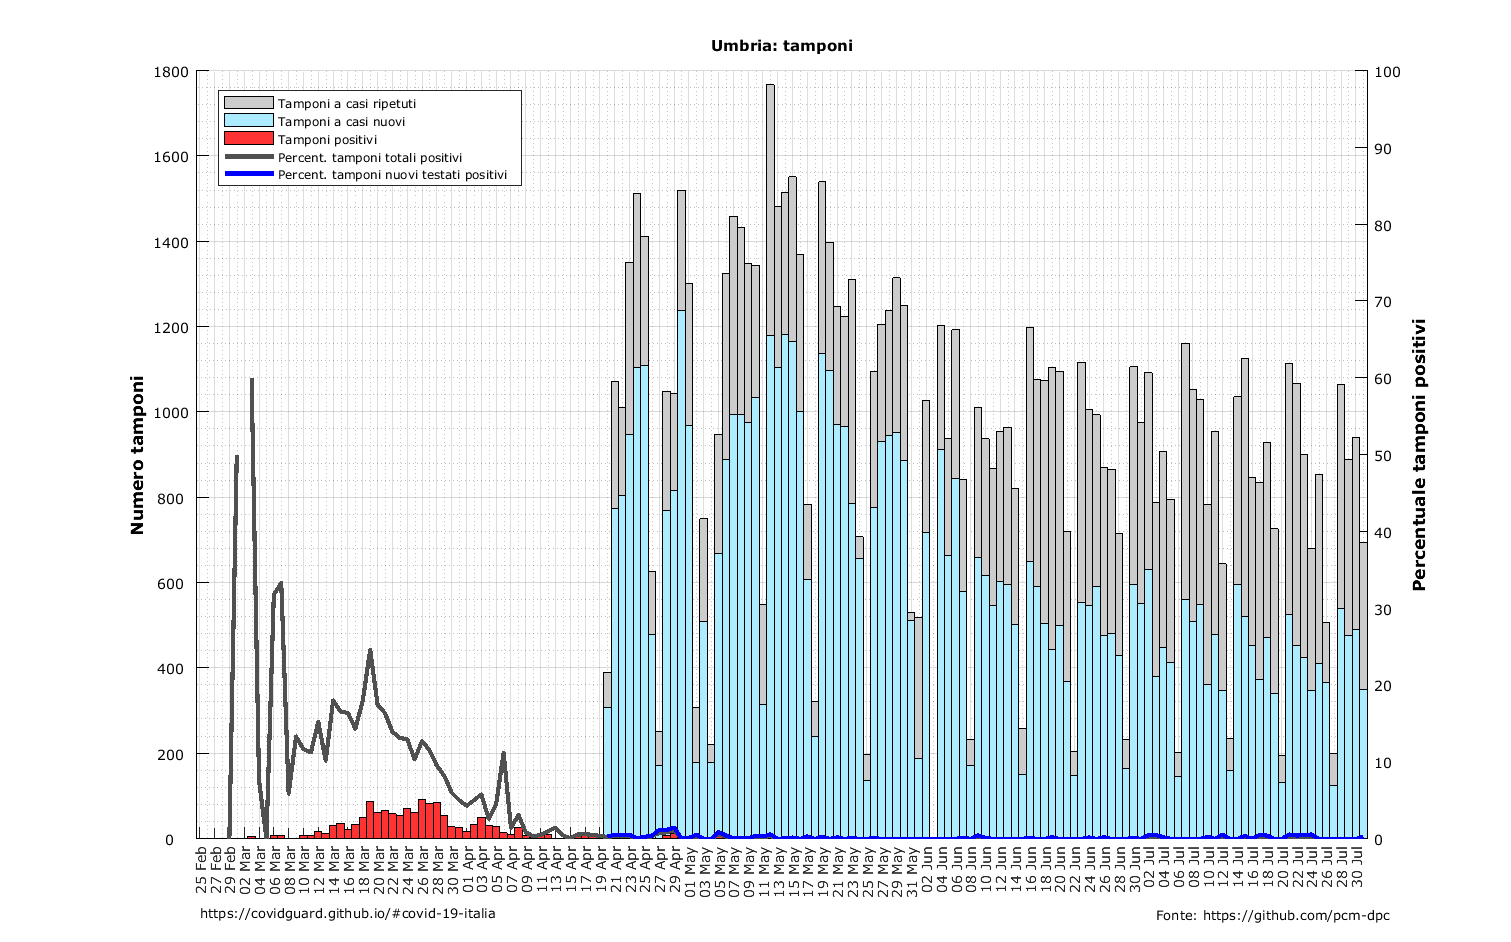 Umbria: tamponi
Tamponi a casi ripetuti
Tamponi a casi nuovi
Tamponi positivi
Percent. tamponi totali positivi
Percent. tamponi nuovi testati positivi
Numero tamponi
1800
1600
1400
1200
1000
800
600
400
200
0
Percentuale tamponi positivi
100
90
80
70
60
50
40
30
20
10
0
25 Feb
27 Feb
29 Feb
02 Mar
04 Mar
06 Mar
08 Mar
10 Mar
12 Mar
14 Mar
16 Mar
18 Mar
20 Mar
22 Mar
24 Mar
26 Mar
28 Mar
30 Mar
01 Apr
03 Apr
05 Apr
07 Apr
09 Apr
11 Apr
13 Apr
15 Apr
17 Apr
19 Apr
21 Apr
23 Apr
25 Apr
27 Apr
29 Apr
01 May
03 May
05 May
07 May
09 May
11 May
13 May
15 May
17 May
19 May
21 May
23 May
25 May
27 May
29 May
31 May
02 Jun
04 Jun
06 Jun
08 Jun
10 Jun
12 Jun
14 Jun
16 Jun
18 Jun
20 Jun
22 Jun
24 Jun
26 Jun
28 Jun
30 Jun
02 Jul
04 Jul
06 Jul
08 Jul
10 Jul
12 Jul
14 Jul
16 Jul
18 Jul
20 Jul
22 Jul
24 Jul
26 Jul
28 Jul
30 Jul
https://covidguard.github.io/#covid-19-italia
Fonte: https://github.com/pcm-dpc